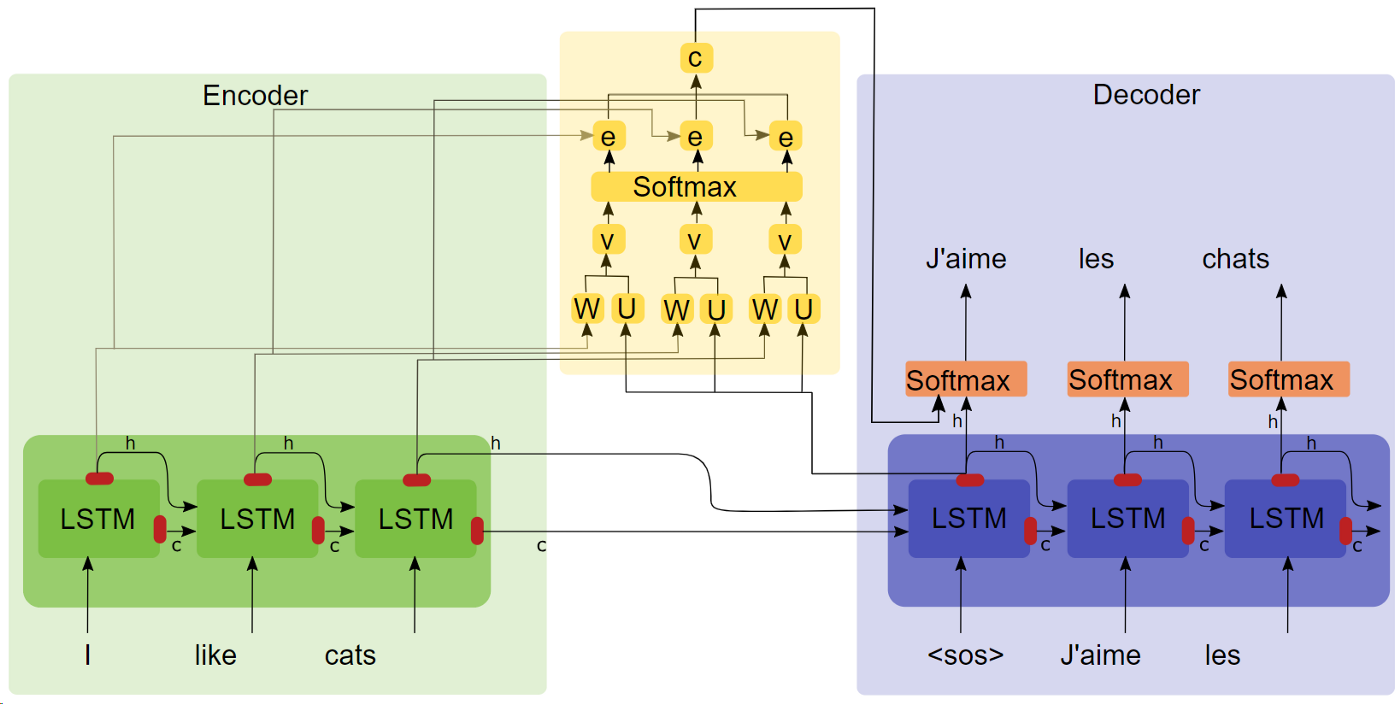 c
Encoder
Decoder
e e e
Softmax
v v v
J'aime les chats
W U W U W U
Softmax Softmax Softmax
h h h
h h h h h h
LSTM LSTM LSTM LSTM LSTM LSTM
c c c c c c
I like cats <sos> J'aime les